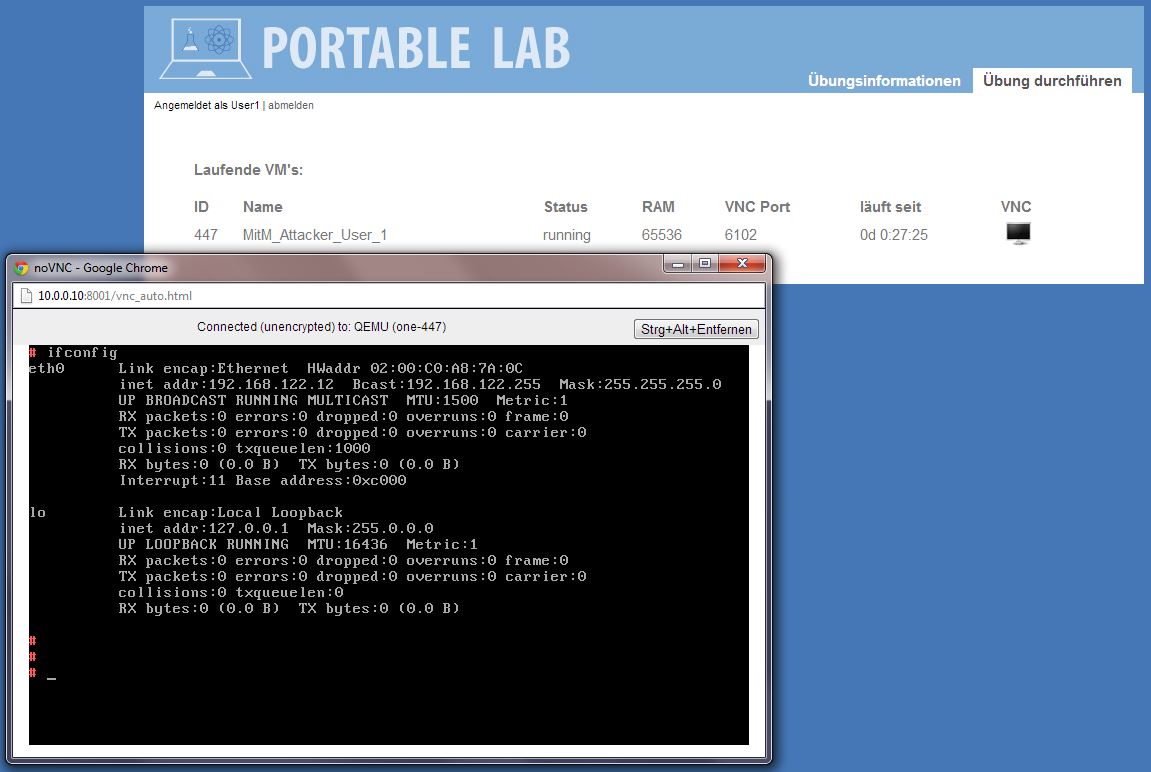 PORTABLE LAB
Übungsinformationen Übung durchführen
Angemeldet als User1 | abmelden
Laufende VM's:
ID Name Status RAM VNC Port läuft seit VNC
447 MitM_Attacker_User_1 running 65536 6102 0d 0:27:25
noVNC - Google Chrome
10.0.0.10:8001/vnc_auto.html
Connected (unencrypted) to: QEMU (one-447) Strg+Alt+Entfernen
# ifconfig
eth0 Link encap:Ethernet HWaddr 02:00:C0:A8:7A:0C
inet addr:192.168.122.12 Bcast:192.168.122.255 Mask:255.255.255.0
UP BROADCAST RUNNING MULTICAST MTU:1500 Metric:1
RX packets:0 errors:0 dropped:0 overruns:0 frame:0
TX packets:0 errors:0 dropped:0 overruns:0 carrier:0
collisions:0 txqueuelen:1000
RX bytes:0 (0.0 B) TX bytes:0 (0.0 B)
Interrupt:11 Base address:0xc000
lo Link encap:Local Loopback
inet addr:127.0.0.1 Mask:255.0.0.0
UP LOOPBACK RUNNING MTU:16436 Metric:1
RX packets:0 errors:0 dropped:0 overruns:0 frame:0
TX packets:0 errors:0 dropped:0 overruns:0 carrier:0
collisions:0 txqueuelen:0
RX bytes:0 (0.0 B) TX bytes:0 (0.0 B)
#
#
# _